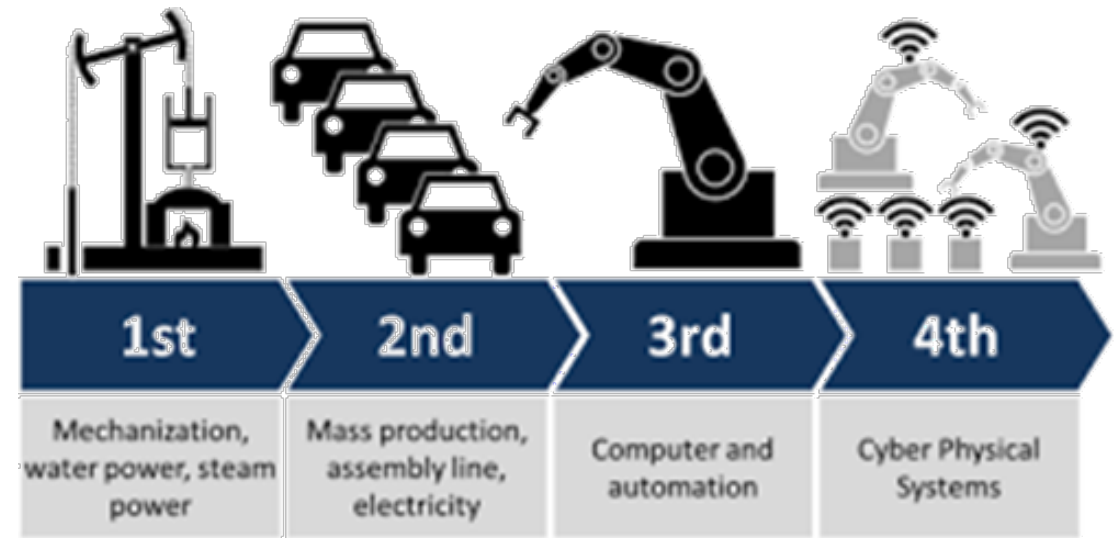 1st
2nd
3rd
4th
Mechanization,
water power, steam
power
Mass production,
assembly line,
electricity
Computer and
automation
Cyber Physical
Systems